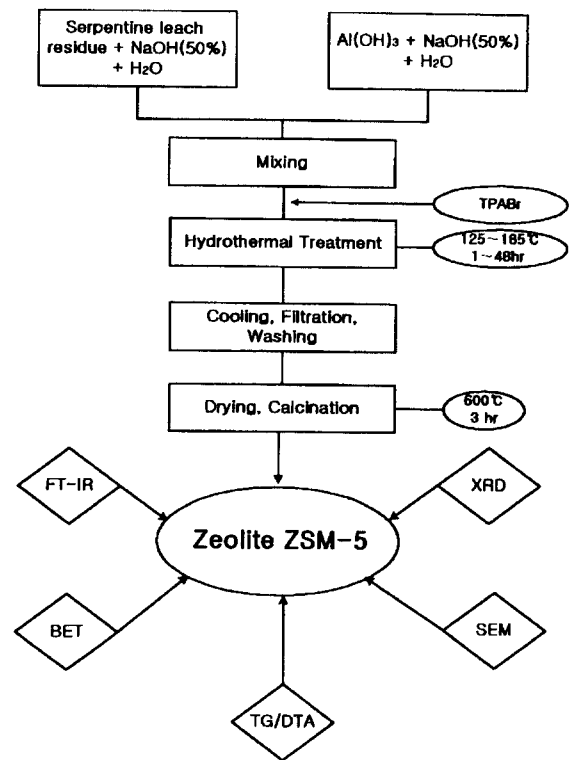 Serpentine leach
residue + NaOH(50%)
+ H₂O
Al(OH)₃ + NaOH(50%)
+ H₂O
Mixing
TPABr
Hydrothermal Treatment
125~165℃
1~48hr
Cooling, Filtration,
Washing
Drying, Calcination
600℃
3 hr
FT-IR
XRD
Zeolite ZSM-5
BET
SEM
TG/DTA